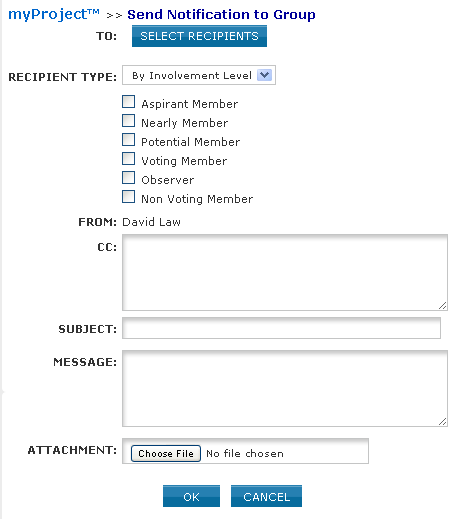 myProject™ >> Send Notification to Group
TO: SELECT RECIPIENTS
RECIPIENT TYPE: By Involvement Level
Aspirant Member
Nearly Member
Potential Member
Voting Member
Observer
Non Voting Member
FROM: David Law
CC:
SUBJECT:
MESSAGE:
ATTACHMENT: Choose File No file chosen
OK CANCEL